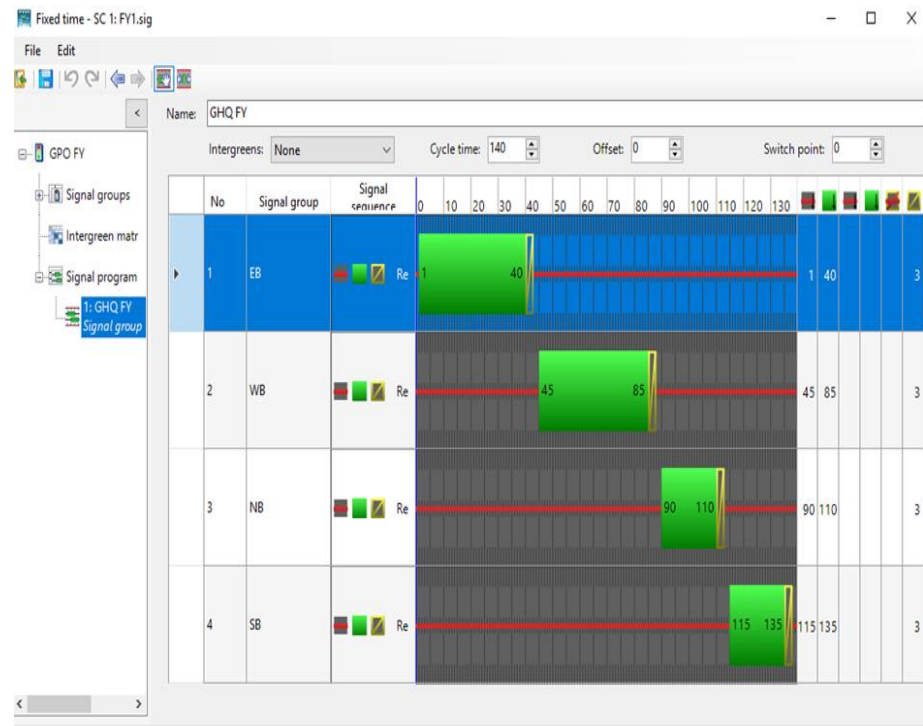 Fixed time - SC 1: FY1.sig
File Edit
Name: GHQ FY
Intergreens: None Cycle time: 140 Offset: 0 Switch point: 0
GPO FY
Signal groups
Intergreen matr
Signal program
1: GHQ FY
Signal group
No Signal group Signal sequence 0 10 20 30 40 50 60 70 80 90 100 110 120 130
1 EB Re 1 40 1 40 3
2 WB Re 45 85 45 85 3
3 NB Re 90 110 90 110 3
4 SB Re 115 135 115 135 3